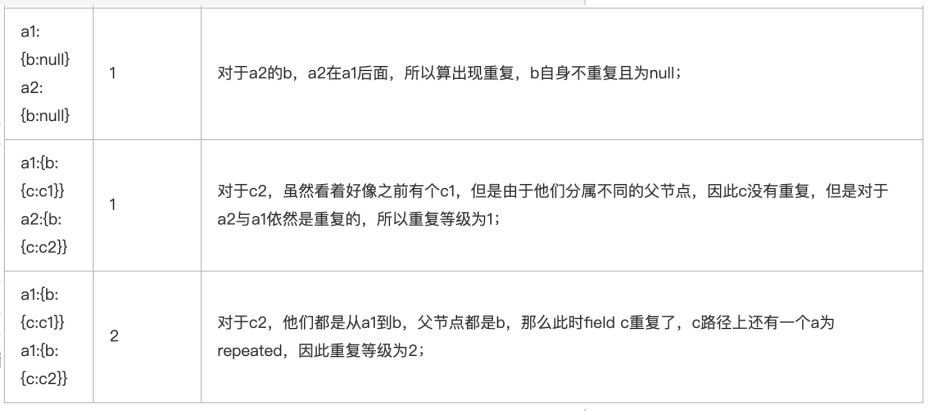 a1:
{b:null}
a2:
{b:null}
1
对于a2的b，a2在a1后面，所以算出现重复，b自身不重复且为null；
a1:{b:
{c:c1}}
a2:{b:
{c:c2}}
1
对于c2，虽然看着好像之前有个c1，但是由于他们分属不同的父节点，因此c没有重复，但是对于
a2与a1依然是重复的，所以重复等级为1；
a1:{b:
{c:c1}}
a1:{b:
{c:c2}}
2
对于c2，他们都是从a1到b，父节点都是b，那么此时field c重复了，c路径上还有一个a为
repeated，因此重复等级为2；